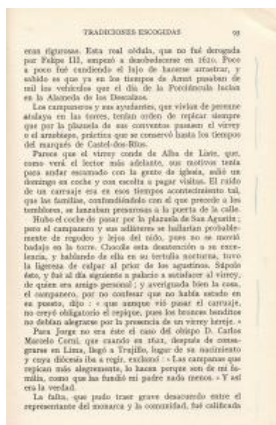 TRADICIONES ESCOGIDAS 95
eran rigurosas. Esta real cédula, que no fué derogada
por Felipe III, empezó a desobedecerse en 1620. Poco
a poco fué cundiendo el lujo de hacerse arrastrar, y
sabido es que ya en los tiempos de Amat pasaban de
mil los vehículos que el día de la Porciúncula lucían
en la Alameda de los Descalzos.
Los campaneros y sus ayudantes, que vivían de perenne
atalaya en las torres, tenían orden de repicar siempre
que por la plazuela de sus conventos pasasen el virrey
o el arzobispo, práctica que se conservó hasta los tiempos
del marqués de Castel-dos-Ríus.
Parece que el virrey conde de Alba de Liste, que,
como verá el lector más adelante, sus motivos tenía
para andar escamado con la gente de iglesia, salió un
domingo en coche y con escolta a pagar visitas. El ruido
de un carruaje era en esos tiempos acontecimiento tal,
que las familias, confundiéndolo con el que precede a los
temblores, se lanzaban presurosas a la puerta de la calle.
Hubo el coche de pasar por la plazuela de San Agustín;
pero el campanero y sus adláteres se hallarían probable-
mente de regodeo y lejos del nido, pues no se movió
badajo en la torre. Chocóle esta desatención a su exce-
lencia, y hablando de ella en su tertulia nocturna, tuvo
la ligereza de culpar al prior de los agustinos. Súpolo
éste, y fué al día siguiente a palacio a satisfacer al virrey,
de quien era amigo personal; y averiguada bien la cosa,
el campanero, por no confesar que no había estado en
su puesto, dijo: « que aunque vió pasar el carruaje,
no creyó obligatorio el repique, pues los bronces benditos
no debían alegrarse por la presencia de un virrey hereje. »
Para Jorge no era éste el caso del obispo D. Carlos
Marcelo Corni, que cuando en 1621, después de consa-
grarse en Lima, llegó a Trujillo, lugar de su nacimiento
y cuya diócesis iba a regir, exclamó: « Las campanas que
repican más alegremente, lo hacen porque son de mi fa-
milia, como que las fundió mi padre nada menos. » Y así
era la verdad.
La falta, que pudo traer grave desacuerdo entre el
representante del monarca y la comunidad, fué calificada